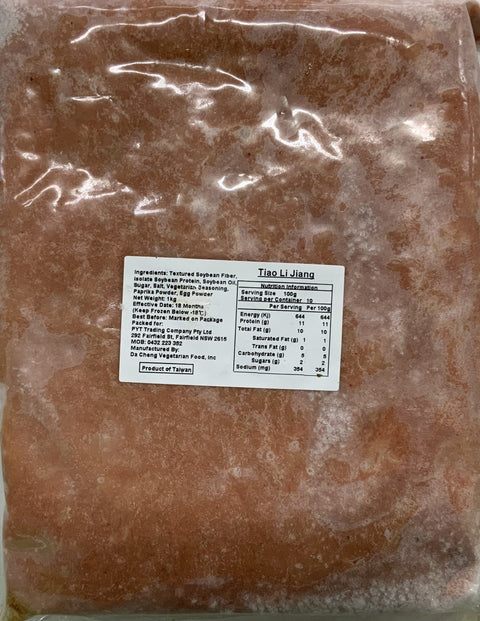 Ingredients: Textured Soybean Fiber,
isolate Soybean Protein, Soybean Oil,
Sugar, Salt, Vegetarian Seasoning,
Paprika Powder, Egg Powder
Net Weight: 1kg
Effective Date: 18 Months
(Keep Frozen Below -18°C)
Best Before: Marked on Package
Packed for:
PYT Trading Company Pty Ltd
292 Fairfield St, Fairfield NSW 2615
MOB: 0432 223 382
Manufactured By:
Da Cheng Vegetarian Food, Inc
Product of Taiwan
Tiao Li Jiang
Nutrition Information
Serving Size 100g
Serving per Container 10
Per Serving Per 100g
Energy (Kj) 644 644
Protein (g) 11 11
Total Fat (g) 10 10
Saturated Fat (g) 1 1
Trans Fat (g) 0 0
Carbohydrate (g) 5 5
Sugars (g) 2 2
Sodium (mg) 364 364